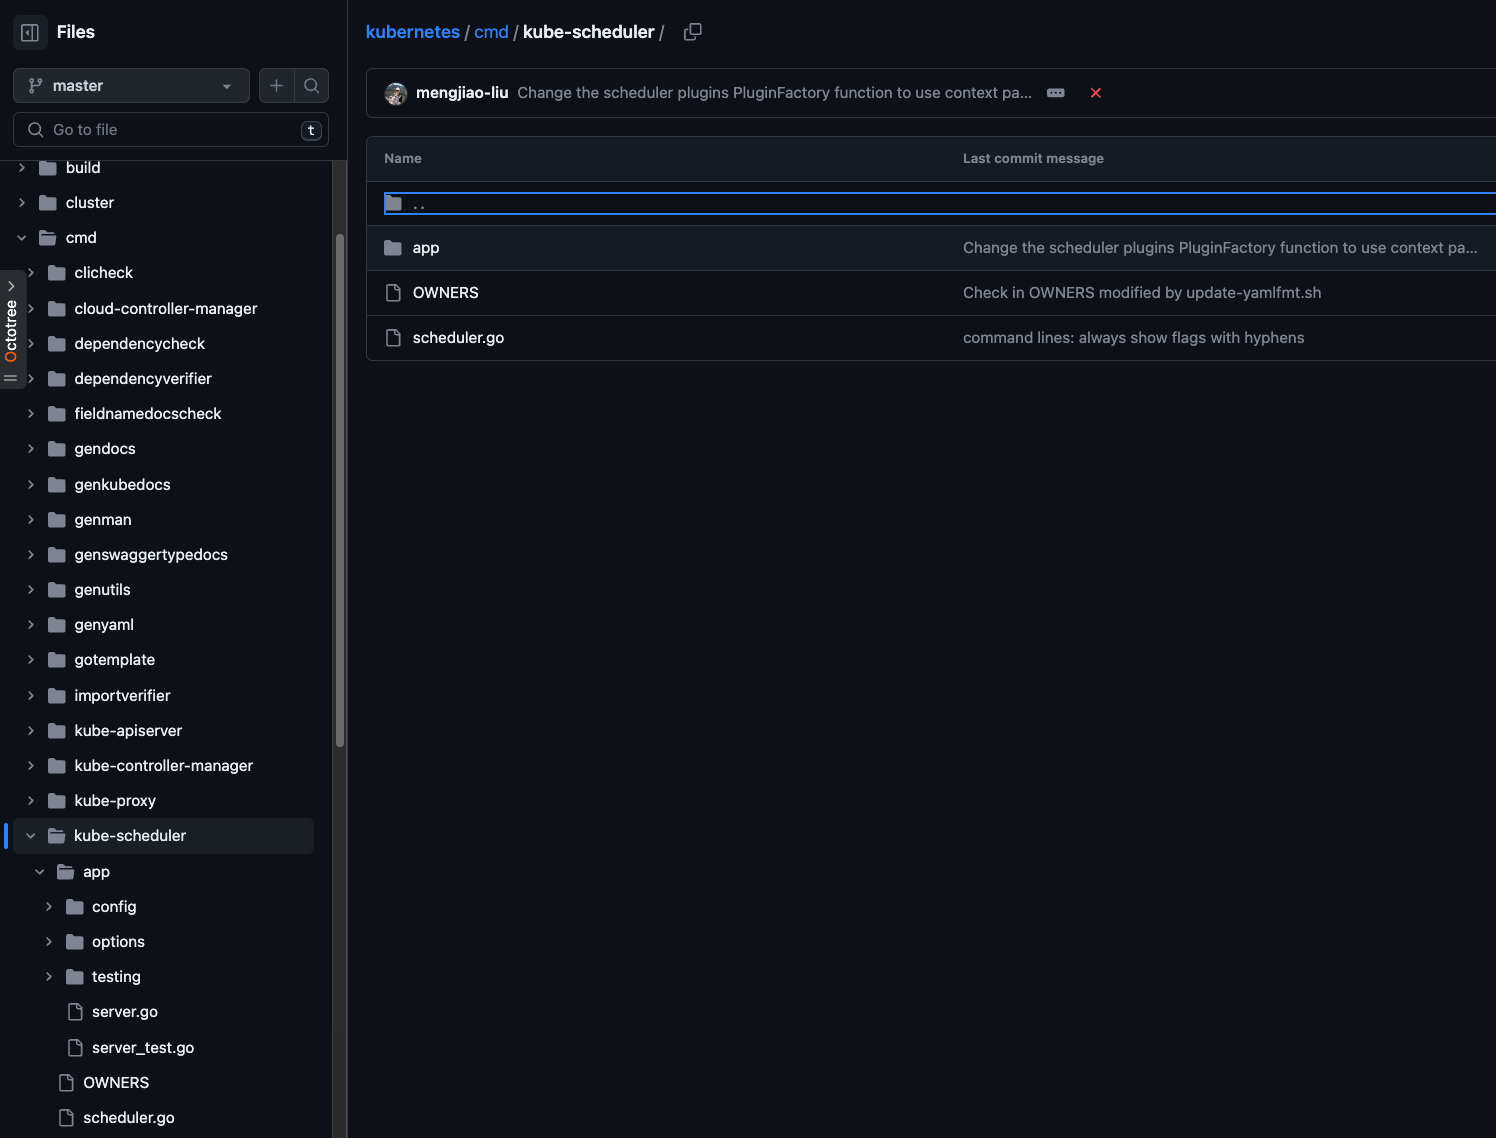 Files
master
Go to file
t
build
cluster
cmd
clicheck
cloud-controller-manager
dependencycheck
dependencyverifier
fieldnamedocscheck
gendocs
genkubedocs
genman
genswaggertypedocs
genutils
genyaml
gotemplate
importverifier
kube-apiserver
kube-controller-manager
kube-proxy
kube-scheduler
app
config
options
testing
server.go
server_test.go
OWNERS
scheduler.go
Octotree
kubernetes / cmd / kube-scheduler /
mengjiao-liu Change the scheduler plugins PluginFactory function to use context pa...
Name Last commit message
..
app Change the scheduler plugins PluginFactory function to use context pa...
OWNERS Check in OWNERS modified by update-yamlfmt.sh
scheduler.go command lines: always show flags with hyphens